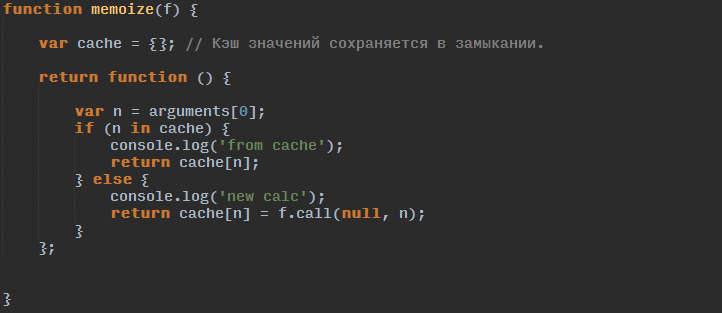 function memoize(f) {
var cache = {}; // Кэш значений сохраняется в замыкании.
return function () {
var n = arguments[0];
if (n in cache) {
console.log('from cache');
return cache[n];
} else {
console.log('new calc');
return cache[n] = f.call(null, n);
}
};
}